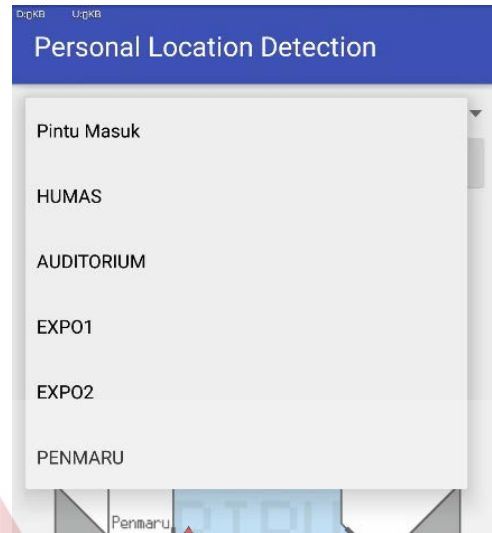 D:0KB U:0KB
Personal Location Detection
Pintu Masuk
HUMAS
AUDITORIUM
EXPO1
EXPO2
PENMARU
Penmaru